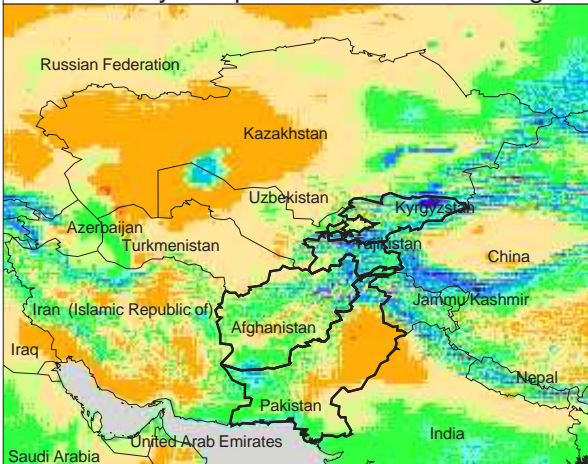 Russian Federation
Kazakhstan
Uzbekistan
Kyrgyzstan
Azerbaijan
Turkmenistan
Tajikistan
China
Iran (Islamic Republic of)
Jammu Kashmir
Afghanistan
Iraq
Nepal
Pakistan
India
United Arab Emirates
Saudi Arabia